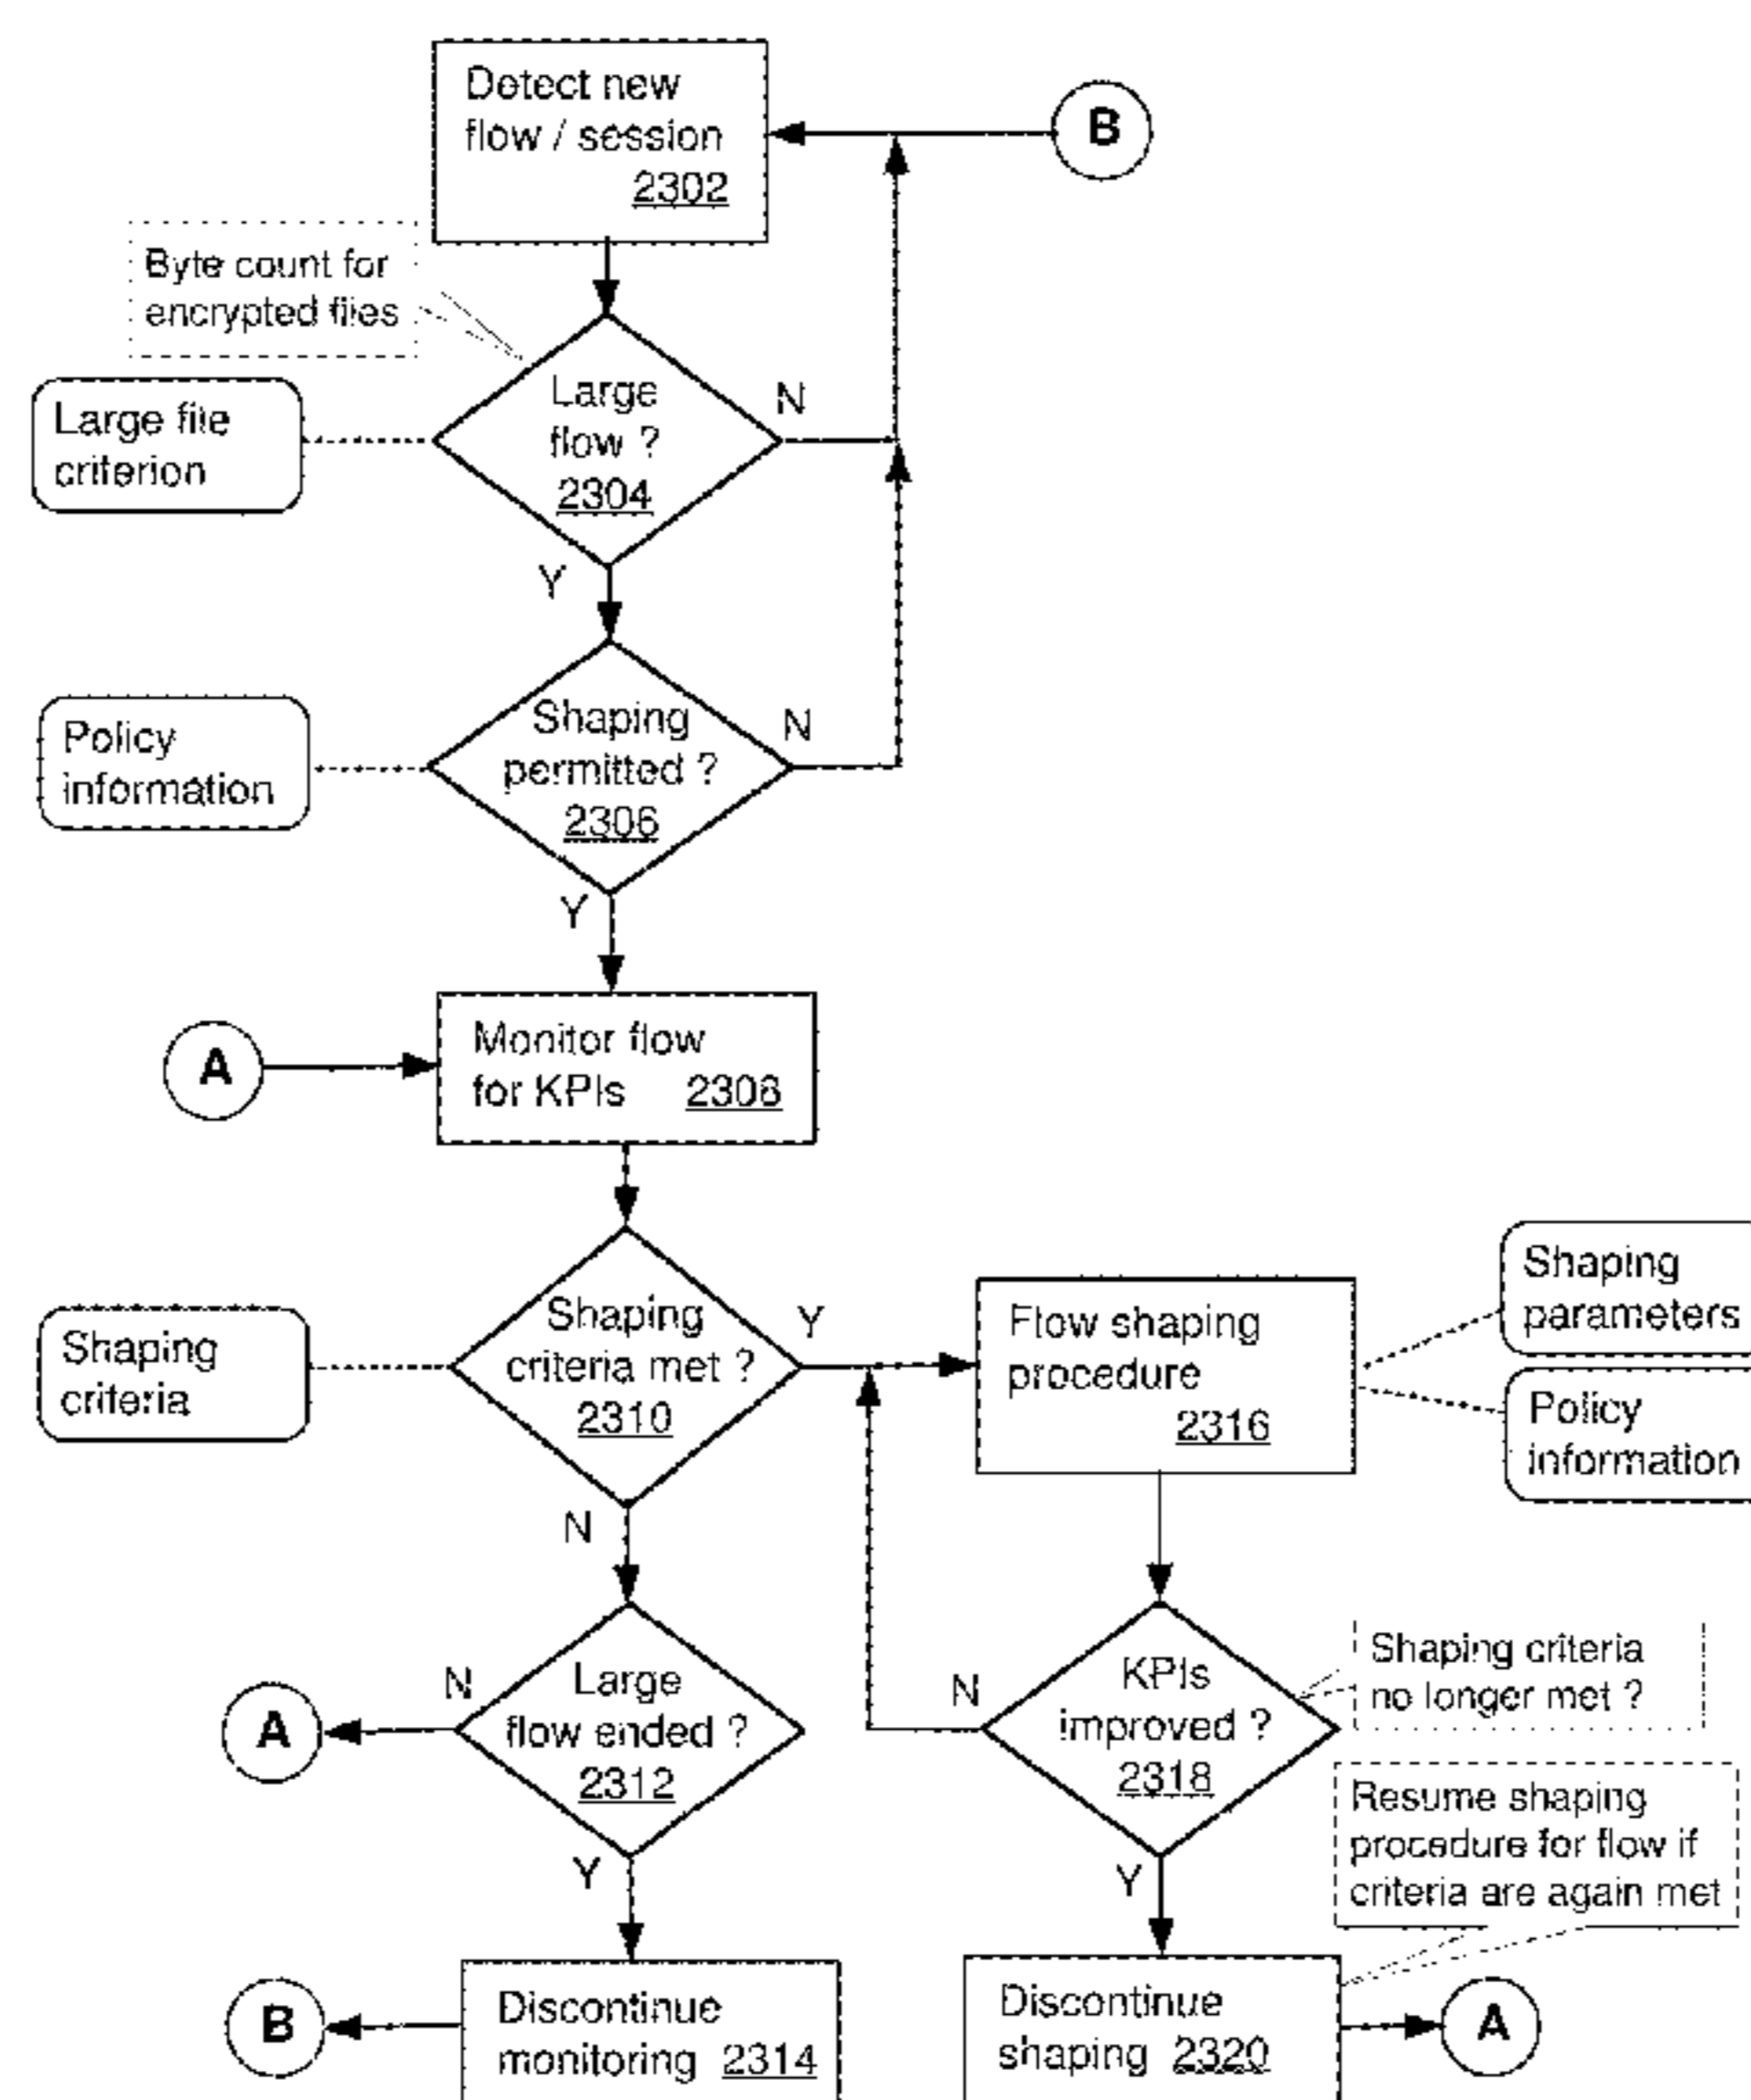 Detect new
flow / session
2302
B
Byte count for
encrypted files
Large file
criterion
Large
flow ?
2304
N
Y
Policy
information
Shaping
permitted ?
2306
N
Y
A
Monitor flow
for KPIs 2308
Shaping
criteria
Shaping
criteria met ?
2310
Y
N
Flow shaping
procedure
2316
Shaping
parameters
Policy
information
A
N
Large
flow ended ?
2312
Y
N
KPIs
improved ?
2318
Y
Shaping criteria
no longer met ?
Resume shaping
procedure for flow if
criteria are again met
B
Discontinue
monitoring 2314
Discontinue
shaping 2320
A